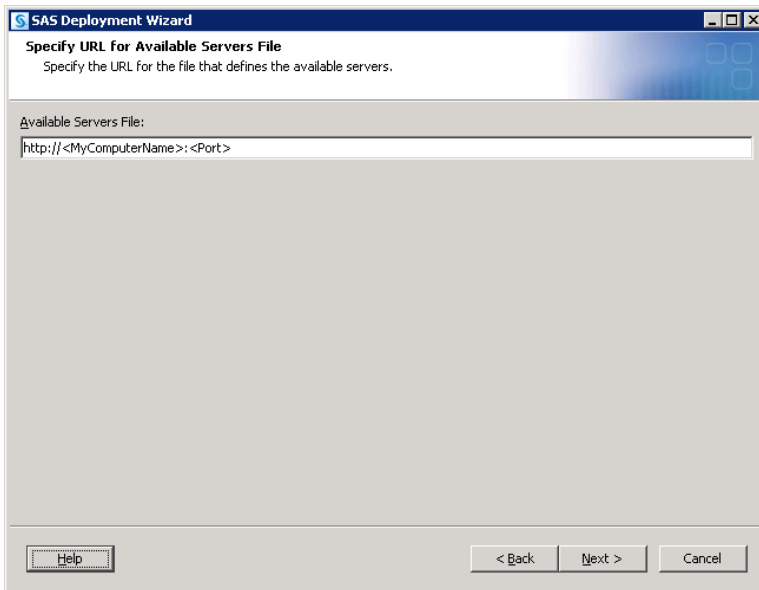 SAS Deployment Wizard
Specify URL for Available Servers File
Specify the URL for the file that defines the available servers.
Available Servers File:
http://<MyComputerName>:<Port>
Help
< Back
Next >
Cancel